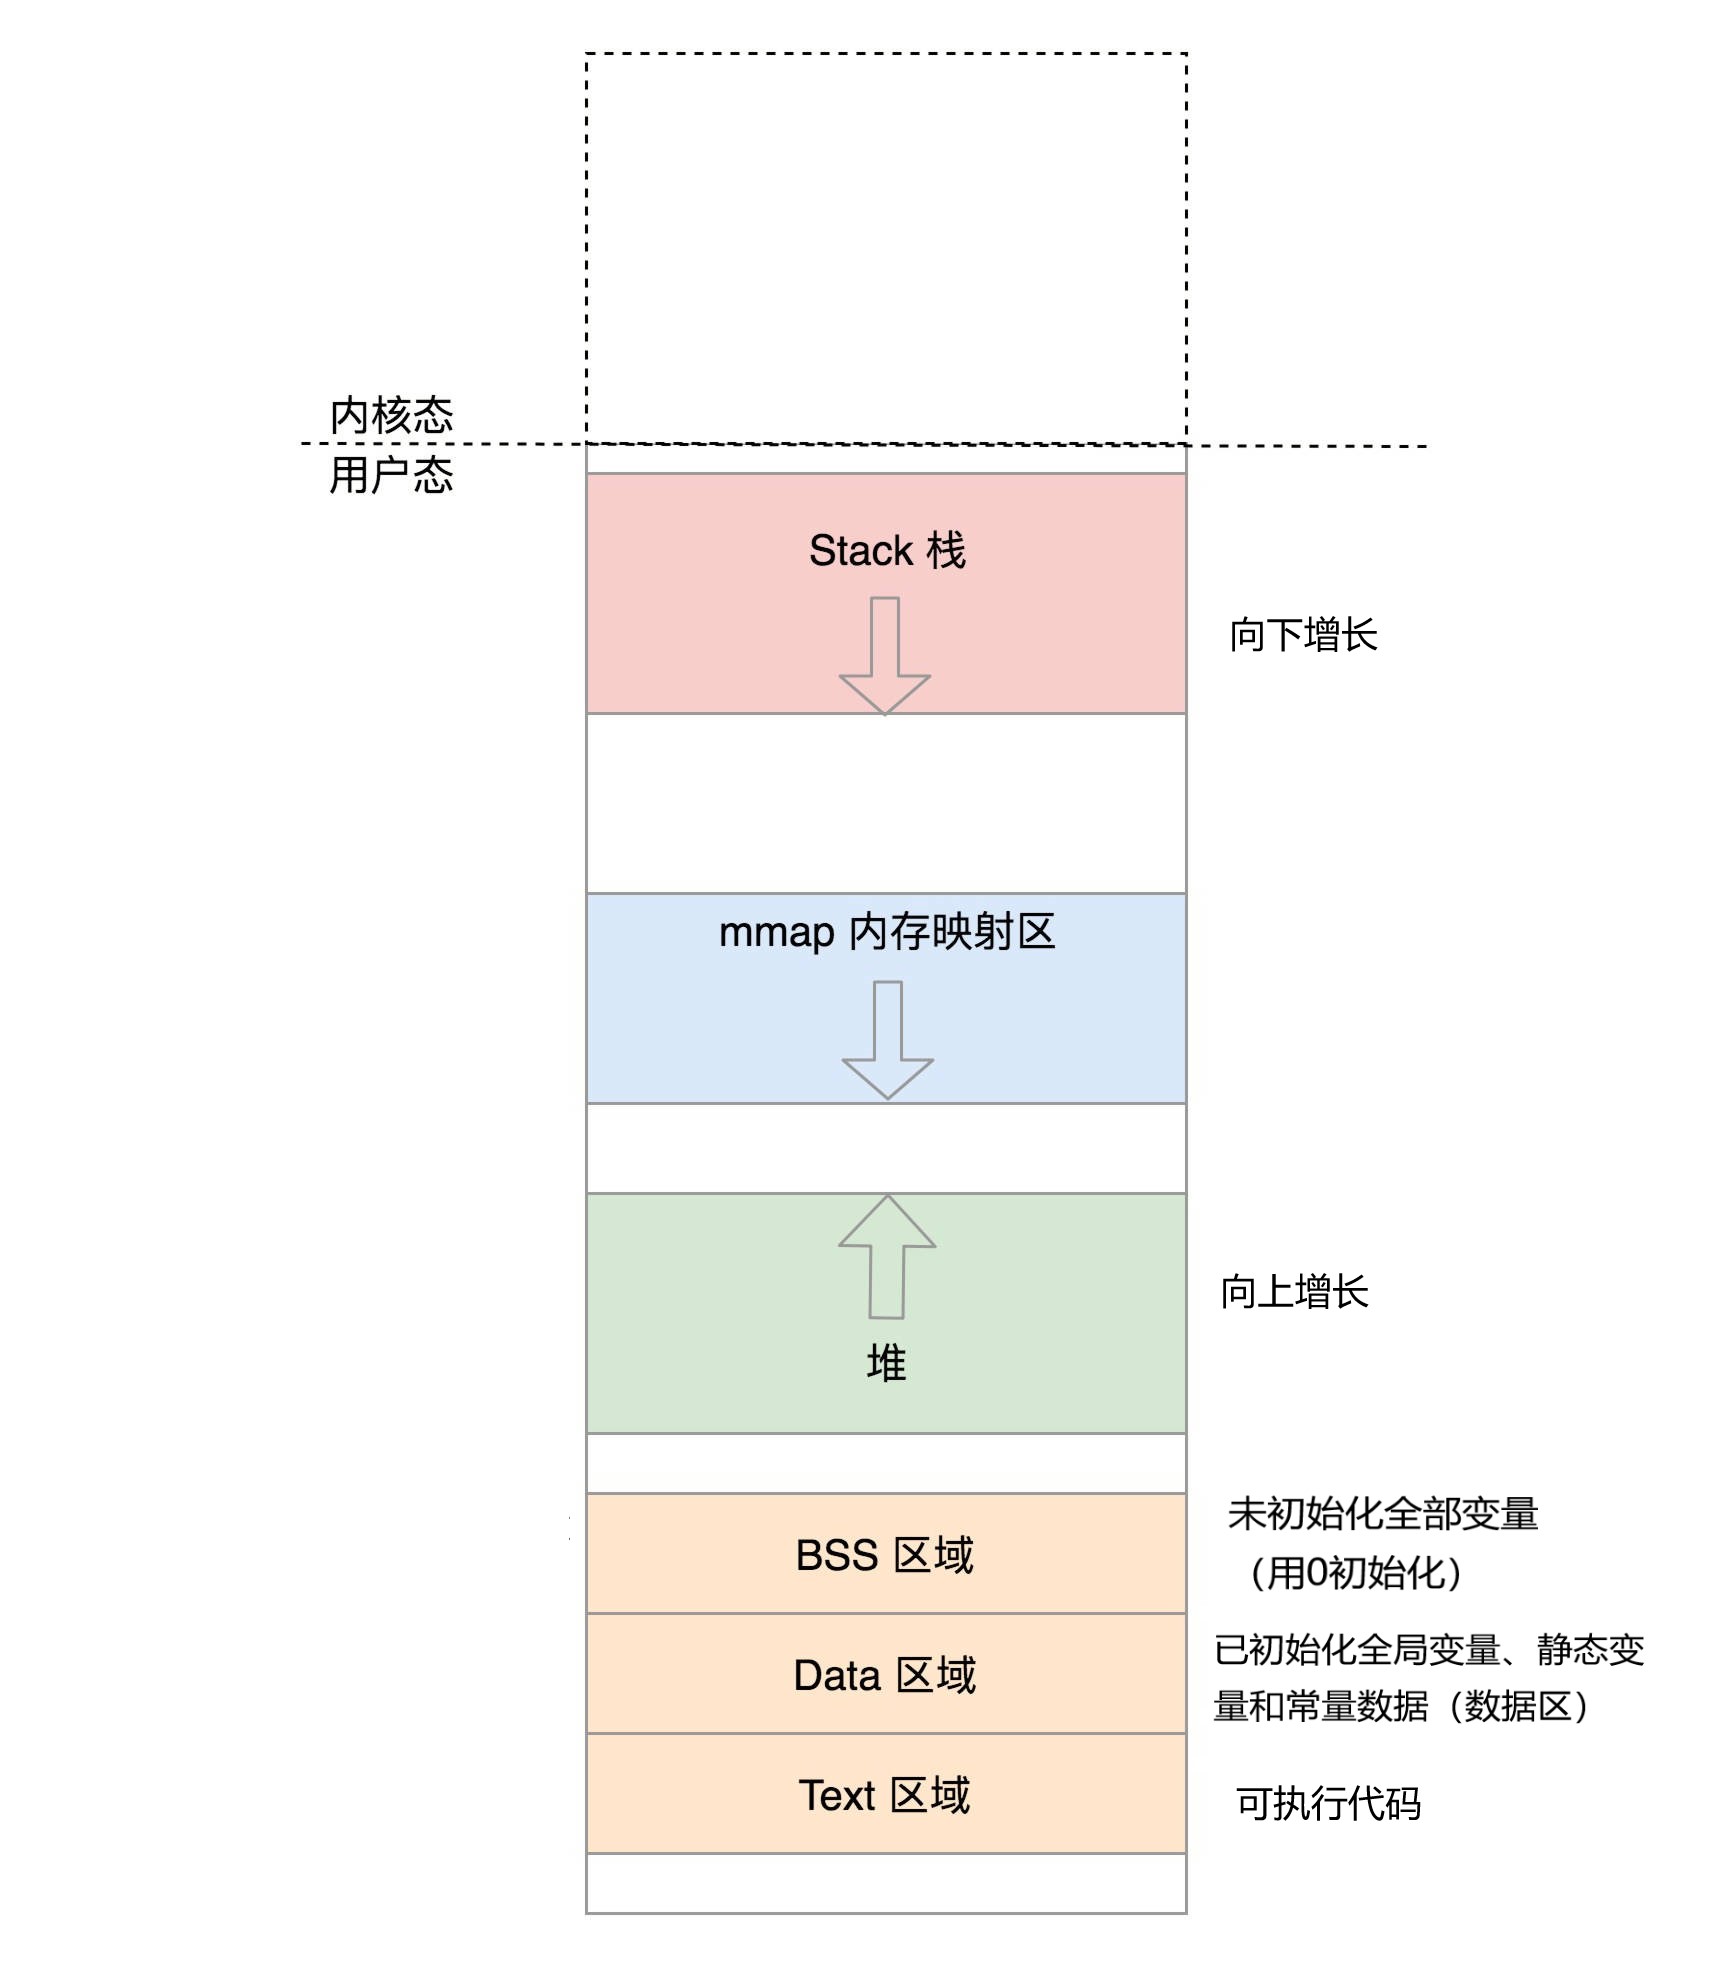 内核态
用户态
Stack 栈
向下增长
mmap 内存映射区
向上增长
堆
未初始化全部变量
（用0初始化）
BSS 区域
已初始化全局变量、静态变
量和常量数据（数据区）
Data 区域
Text 区域
可执行代码